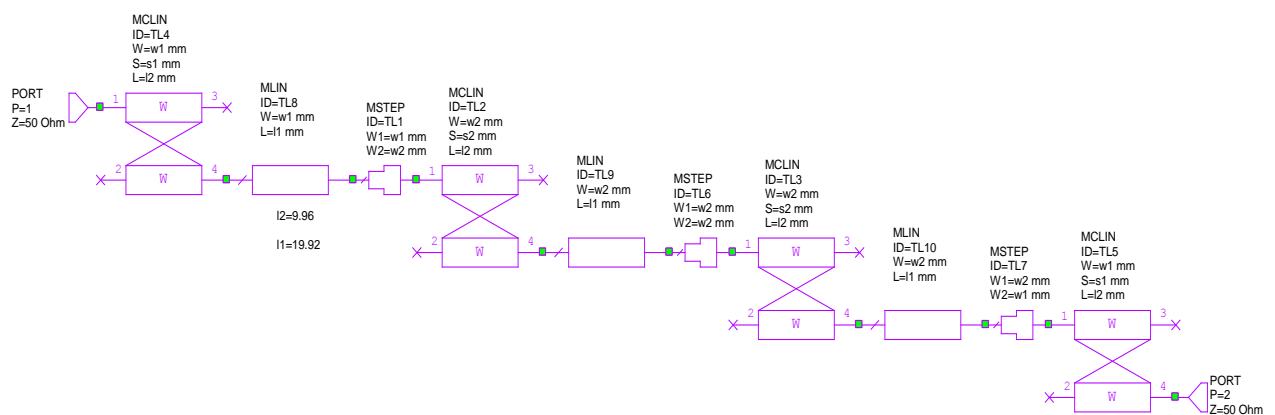 MCLIN
ID=TL4
W=w1 mm
S=s1 mm
L=l2 mm
PORT
P=1
Z=50 Ohm
1
W
3
2
W
4
MLIN
ID=TL8
W=w1 mm
L=l1 mm
l2=9.96
l1=19.92
MSTEP
ID=TL1
W1=w1 mm
W2=w2 mm
MCLIN
ID=TL2
W=w2 mm
S=s2 mm
L=l2 mm
1
W
3
2
W
4
MLIN
ID=TL9
W=w2 mm
L=l1 mm
MSTEP
ID=TL6
W1=w2 mm
W2=w2 mm
MCLIN
ID=TL3
W=w2 mm
S=s2 mm
L=l2 mm
1
W
3
2
W
4
MLIN
ID=TL10
W=w2 mm
L=l1 mm
MSTEP
ID=TL7
W1=w2 mm
W2=w1 mm
MCLIN
ID=TL5
W=w1 mm
S=s1 mm
L=l2 mm
1
W
3
2
W
4
PORT
P=2
Z=50 Ohm